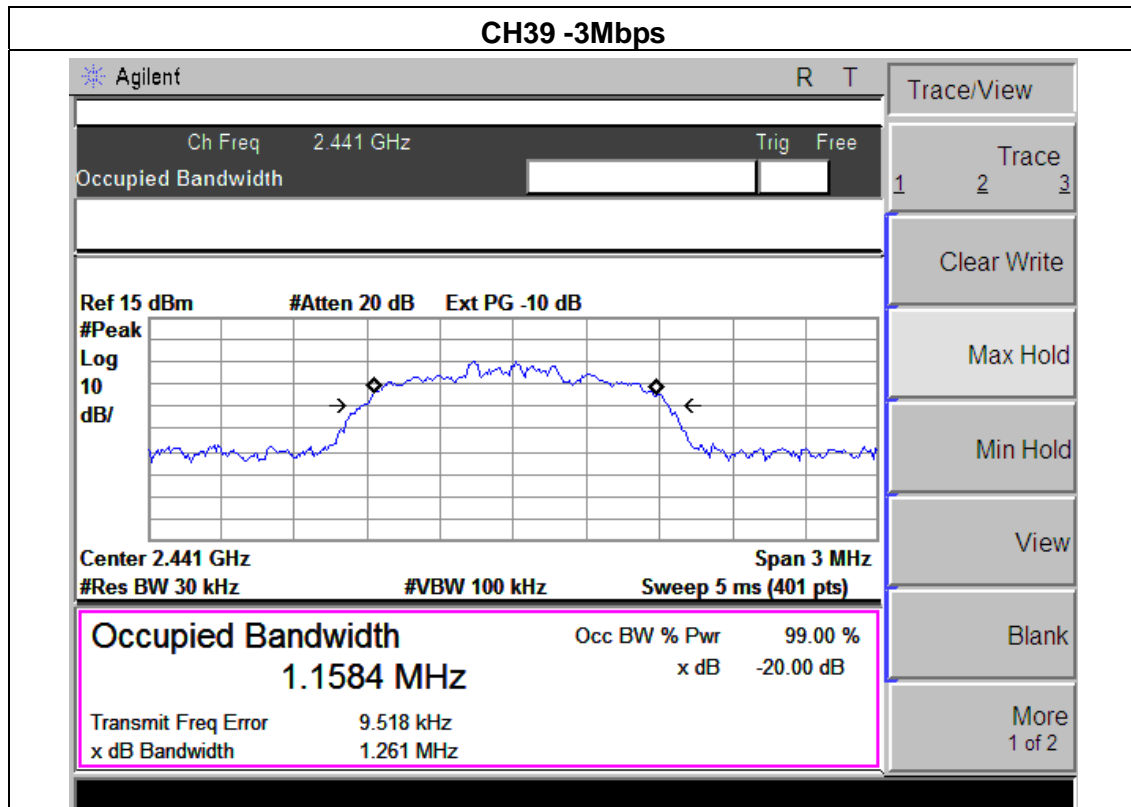 CH39 -3Mbps
Agilent R T
Ch Freq 2.441 GHz Trig Free
Occupied Bandwidth
Ref 15 dBm #Atten 20 dB Ext PG -10 dB
#Peak
Log
10
dB/
Center 2.441 GHz Span 3 MHz
#Res BW 30 kHz #VBW 100 kHz Sweep 5 ms (401 pts)
Occupied Bandwidth Occ BW % Pwr 99.00 %
1.1584 MHz x dB -20.00 dB
Transmit Freq Error 9.518 kHz
x dB Bandwidth 1.261 MHz
Trace/View
Trace
1 2 3
Clear Write
Max Hold
Min Hold
View
Blank
More
1 of 2